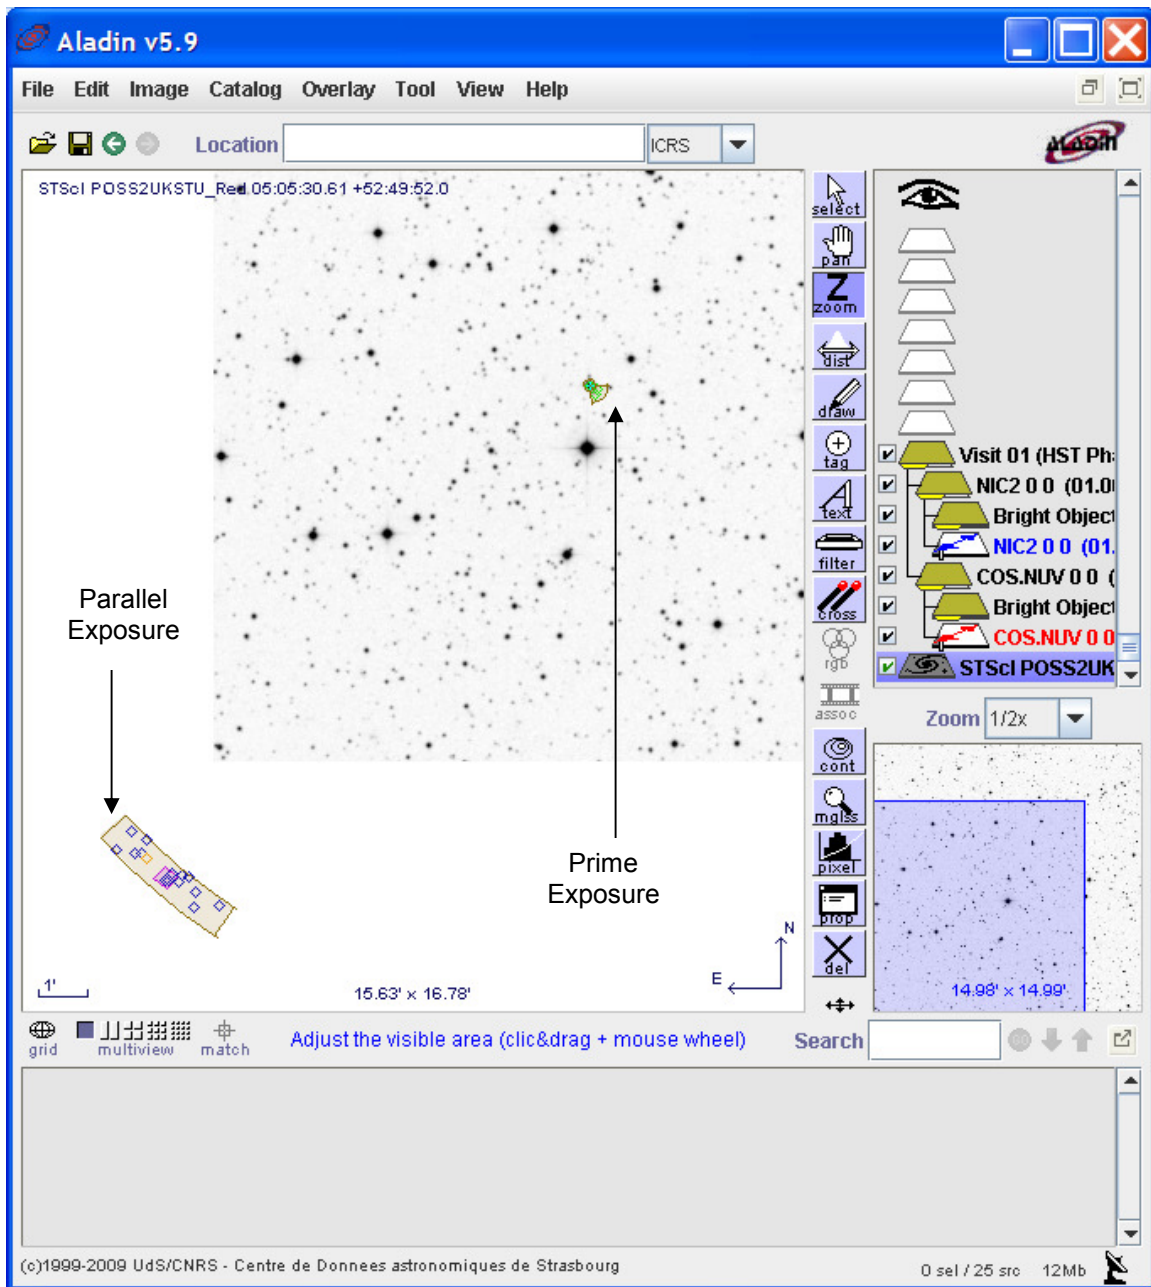 Aladin v5.9
File Edit Image Catalog Overlay Tool View Help
Location ICRS
ALADIN
STScI POSS2UKSTU_Red.05:05:30.61 +52:49:52.0
select
pan
Z
zoom
dist
draw
tag
A
text
filter
cross
rgb
assoc
cont
mglss
pixel
prop
del
Visit 01 (HST Ph
NIC2 0 0 (01.0
Bright Object
NIC2 0 0 (01.
COS.NUV 0 0 (
Bright Object
COS.NUV 0 0
STScI POSS2UK
Zoom 1/2x
14.98' x 14.99'
Parallel
Exposure
Prime
Exposure
N
E
1'
15.63' x 16.78'
grid
multiview
match
Adjust the visible area (clic&drag + mouse wheel)
Search
(c)1999-2009 UdS/CNRS - Centre de Donnees astronomiques de Strasbourg
0 sel / 25 src 12Mb